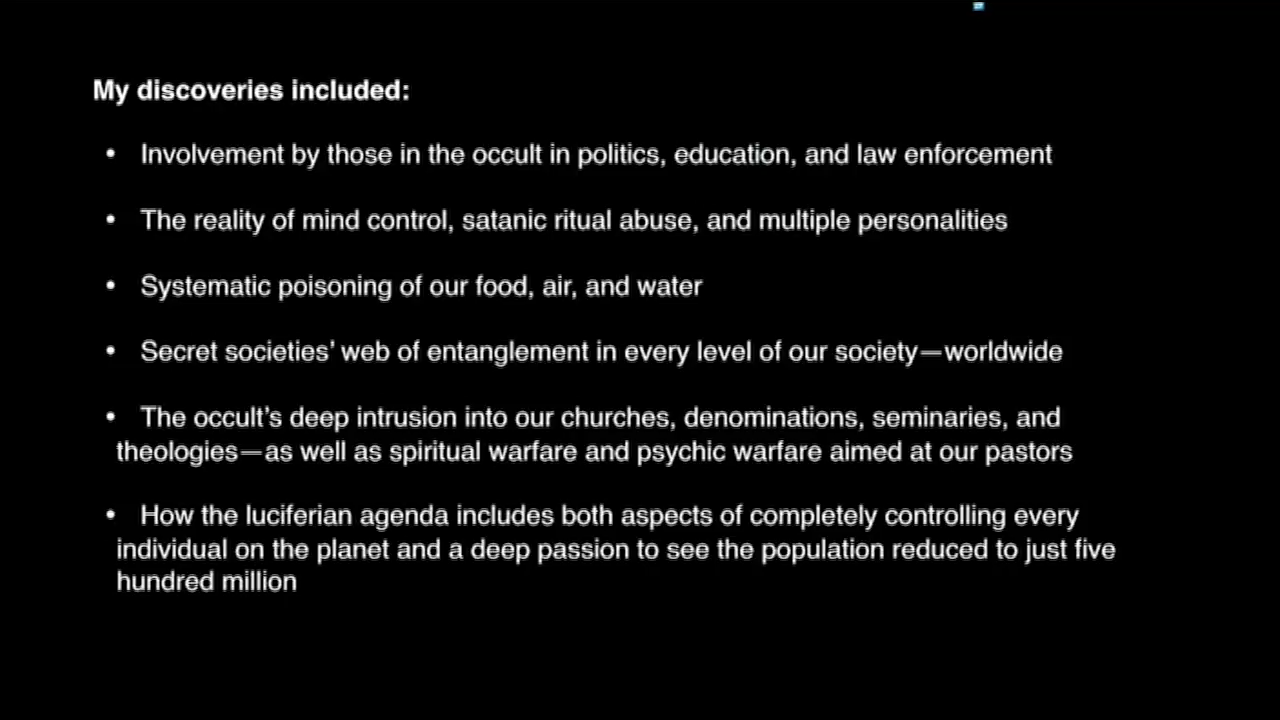 My discoveries included:
• Involvement by those in the occult in politics, education, and law enforcement
• The reality of mind control, satanic ritual abuse, and multiple personalities
• Systematic poisoning of our food, air, and water
• Secret societies’ web of entanglement in every level of our society—worldwide
• The occult’s deep intrusion into our churches, denominations, seminaries, and
theologies—as well as spiritual warfare and psychic warfare aimed at our pastors
• How the luciferian agenda includes both aspects of completely controlling every
individual on the planet and a deep passion to see the population reduced to just five
hundred million